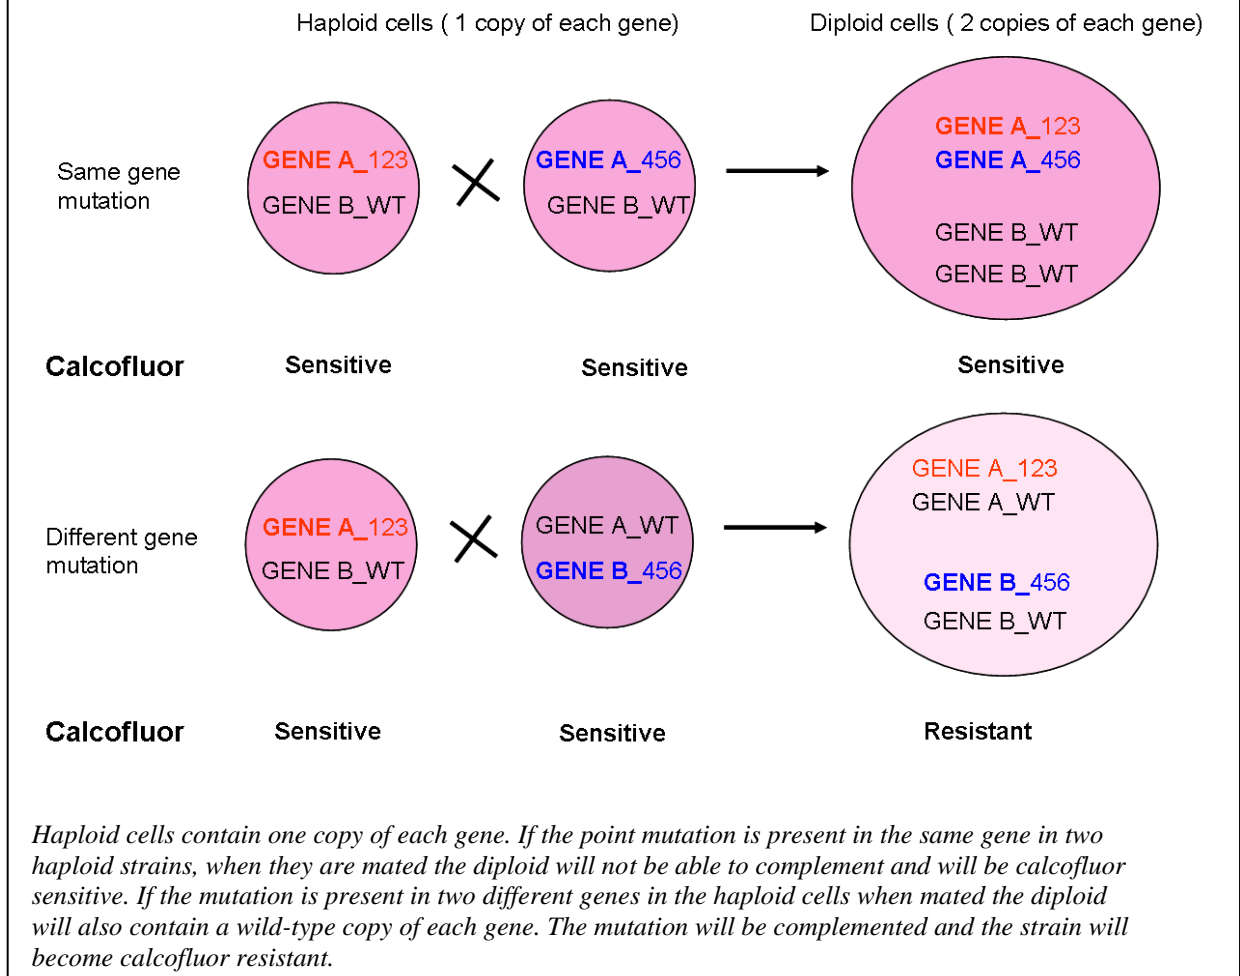 Haploid cells ( 1 copy of each gene)
Diploid cells ( 2 copies of each gene)
Same gene
mutation
GENE A_123
GENE B_WT
GENE A_456
GENE B_WT
GENE A_123
GENE A_456
GENE B_WT
GENE B_WT
Calcofluor
Sensitive
Sensitive
Sensitive
Different gene
mutation
GENE A_123
GENE B_WT
GENE A_WT
GENE B_456
GENE A_123
GENE A_WT
GENE B_456
GENE B_WT
Calcofluor
Sensitive
Sensitive
Resistant
Haploid cells contain one copy of each gene. If the point mutation is present in the same gene in two
haploid strains, when they are mated the diploid will not be able to complement and will be calcofluor
sensitive. If the mutation is present in two different genes in the haploid cells when mated the diploid
will also contain a wild-type copy of each gene. The mutation will be complemented and the strain will
become calcofluor resistant.